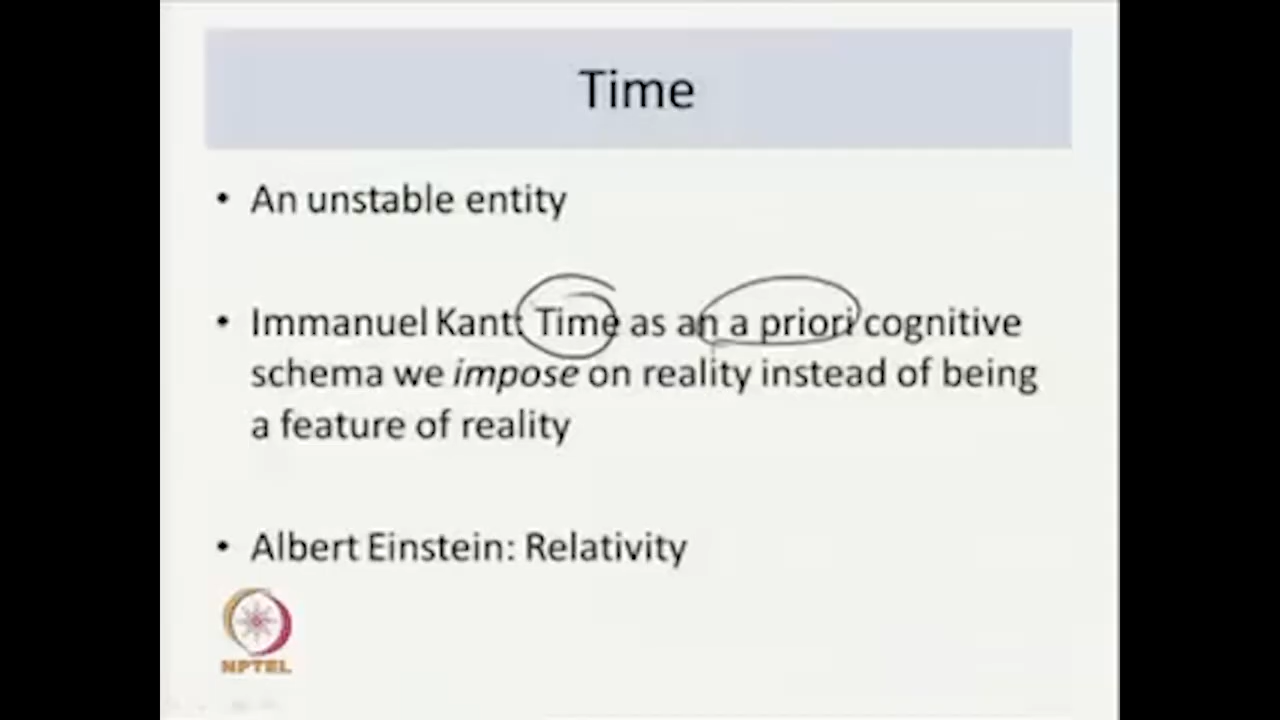 Time
• An unstable entity
• Immanuel Kant: Time as an a priori cognitive
schema we impose on reality instead of being
a feature of reality
• Albert Einstein: Relativity
NPTEL